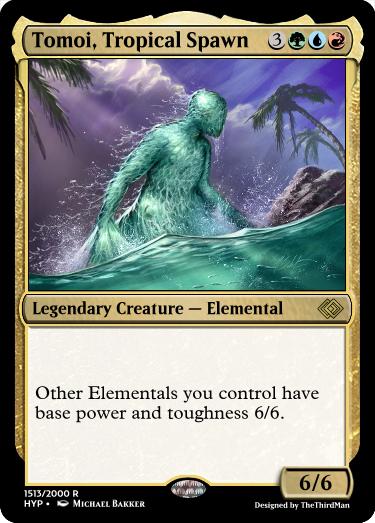 Tomoi, Tropical Spawn 3
Legendary Creature — Elemental
Other Elementals you control have
base power and toughness 6/6.
6/6
1513/2000 R
HYP • Michael Bakker
Designed by TheThirdMan